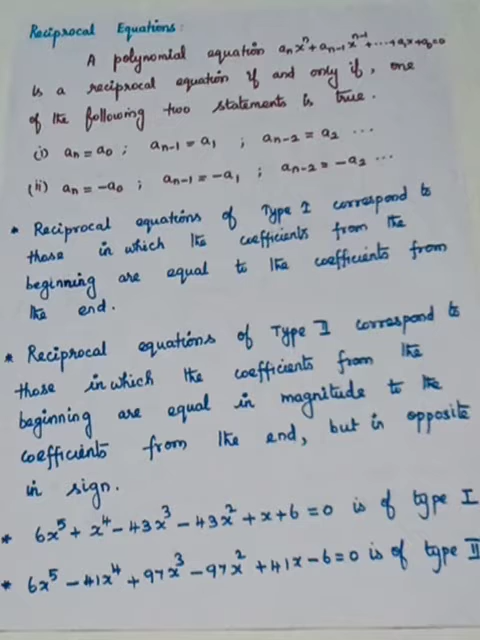 Reciprocal Equations:
A polynomial equation aₙxⁿ+aₙ₋₁xⁿ⁻¹+...+a₁x+a₀=0
is a reciprocal equation if and only if, one
of the following two statements is true.
(i) aₙ = a₀ ; aₙ₋₁ = a₁ ; aₙ₋₂ = a₂ ...
(ii) aₙ = -a₀ ; aₙ₋₁ = -a₁ ; aₙ₋₂ = -a₂ ...
* Reciprocal equations of Type I correspond to
those in which the coefficients from the
beginning are equal to the coefficients from
the end.
* Reciprocal equations of Type II correspond to
those in which the coefficients from the
beginning are equal in magnitude to the
coefficients from the end, but in opposite
in sign.
* 6x⁵ + x⁴ - 43x³ - 43x² + x + 6 = 0 is of type I
* 6x⁵ - 41x⁴ + 97x³ - 97x² + 41x - 6 = 0 is of type II